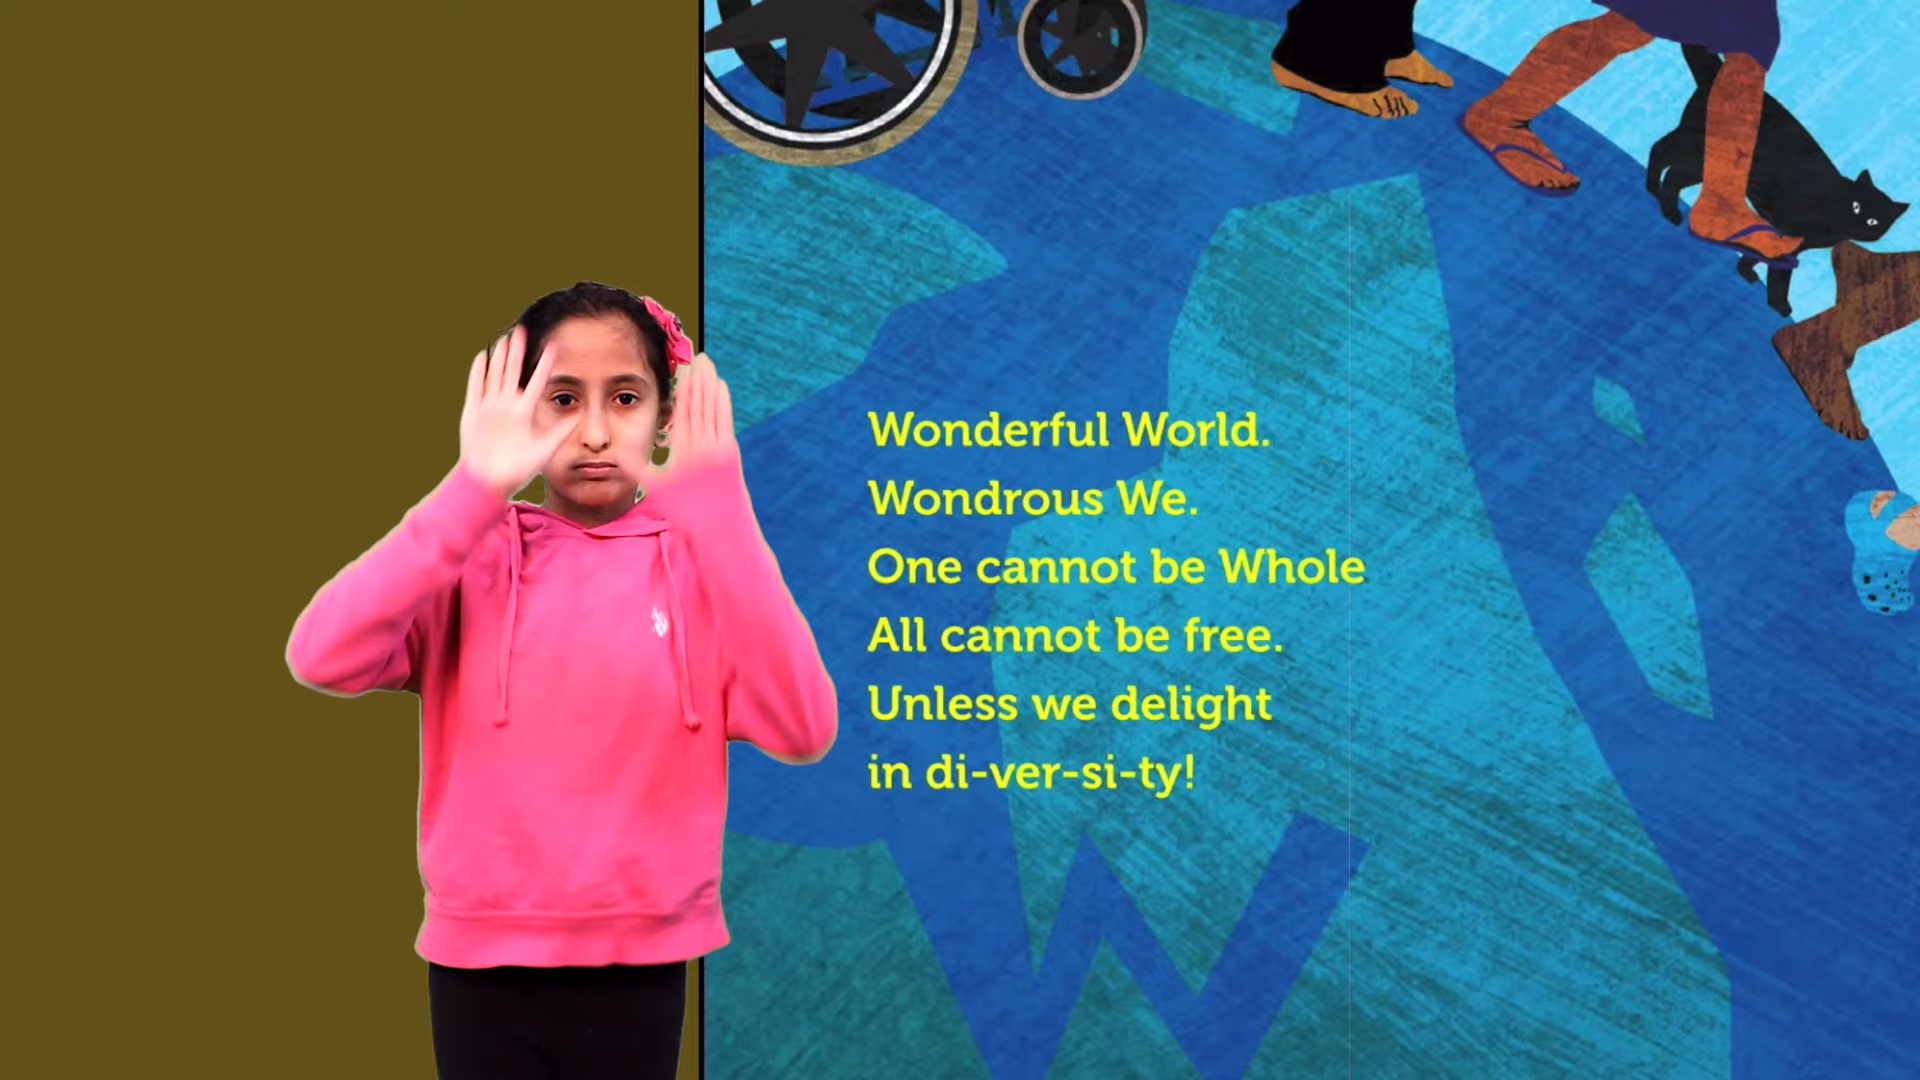 Wonderful World.
Wondrous We.
One cannot be Whole
All cannot be free.
Unless we delight
in di-ver-si-ty!
W